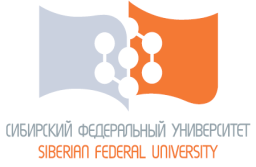 СИБИРСКИЙ ФЕДЕРАЛЬНЫЙ УНИВЕРСИТЕТ
SIBERIAN FEDERAL UNIVERSITY